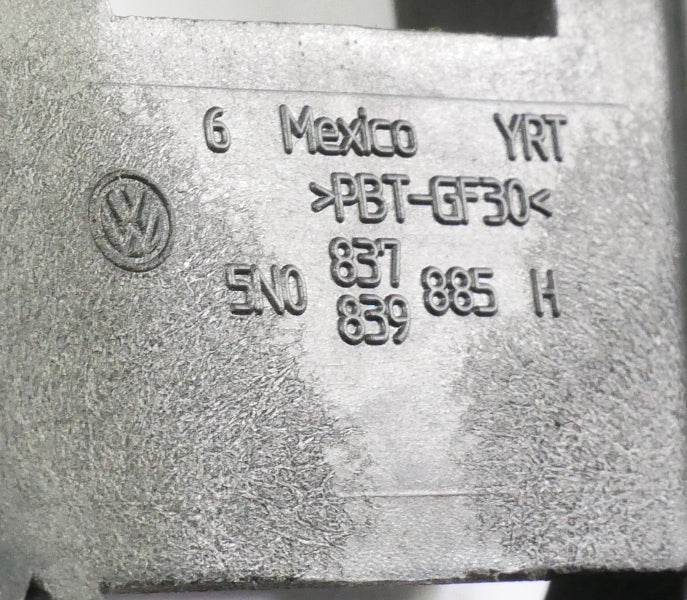 6 Mexico YRT
>PBT-GF30<
837
5N0 885 H
839